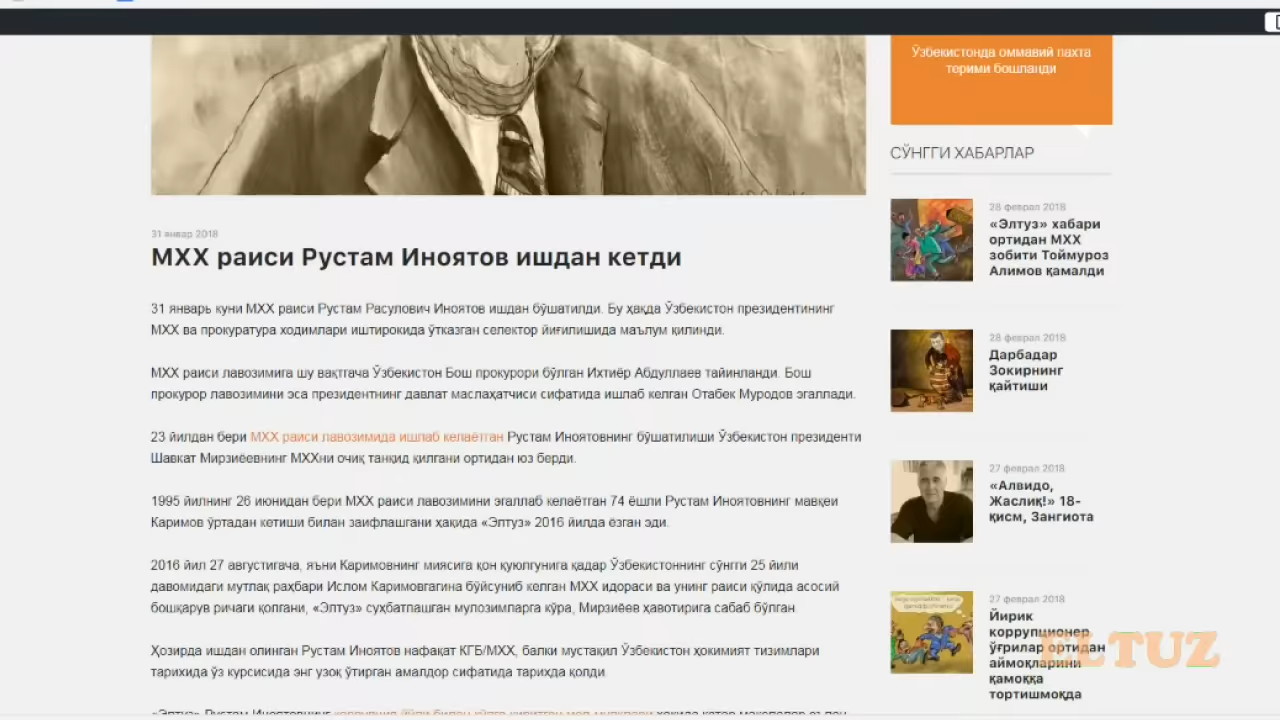 31 январ 2018
МХХ раиси Рустам Иноятов ишдан кетди
31 январь куни МХХ раиси Рустам Расулович Иноятов ишдан бўшатилди. Бу ҳақда Ўзбекистон президентининг
МХХ ва прокуратура ходимлари иштирокида ўтказган селектор йиғилишида маълум қилинди.
МХХ раиси лавозимига шу вақтгача Ўзбекистон Бош прокурори бўлган Ихтиёр Абдуллаев тайинланди. Бош
прокурор лавозимини эса президентнинг давлат маслаҳатчиси сифатида ишлаб келган Отабек Муродов эгаллади.
23 йилдан бери МХХ раиси лавозимида ишлаб келаётган Рустам Иноятовнинг бўшатилиши Ўзбекистон президенти
Шавкат Мирзиёевнинг МХХни очиқ танқид қилгани ортидан юз берди.
1995 йилнинг 26 июнидан бери МХХ раиси лавозимини эгаллаб келаётган 74 ёшли Рустам Иноятовнинг мавқеи
Каримов ўртадан кетиши билан заифлашгани ҳақида «Элтуз» 2016 йилда ёзган эди.
2016 йил 27 августигача, яъни Каримовнинг миясига қон қуюлгунига қадар Ўзбекистоннинг сўнгги 25 йили
давомидаги мутлақ раҳбари Ислом Каримовгагина бўйсуниб келган МХХ идораси ва унинг раиси қўлида асосий
бошқарув ричаги қолгани, «Элтуз» суҳбатлашган мулозимларга кўра, Мирзиёев ҳавотирига сабаб бўлган
Ҳозирда ишдан олинган Рустам Иноятов нафақат КГБ/МХХ, балки мустақил Ўзбекистон ҳокимият тизимлари
тарихида ўз курсисида энг узоқ ўтирган амалдор сифатида тарихда қолди
«Элтуз» Рустам Иноятовнинг
Ўзбекистонда оммавий пахта
терими бошланди
СЎНГГИ ХАБАРЛАР
28 феврал 2018
«Элтуз» хабари
ортидан МХХ
зобити Тоймуроз
Алимов қамалди
28 феврал 2018
Дарбадар
Зокирнинг
қайтиши
27 феврал 2018
«Алвидо,
Жаслиқ!» 18-
қисм, Зангиота
27 феврал 2018
Йирик
коррупционер
ўғрилар ортидан
аймоқларини
қамоққа
тортишмоқда
ELTUZ